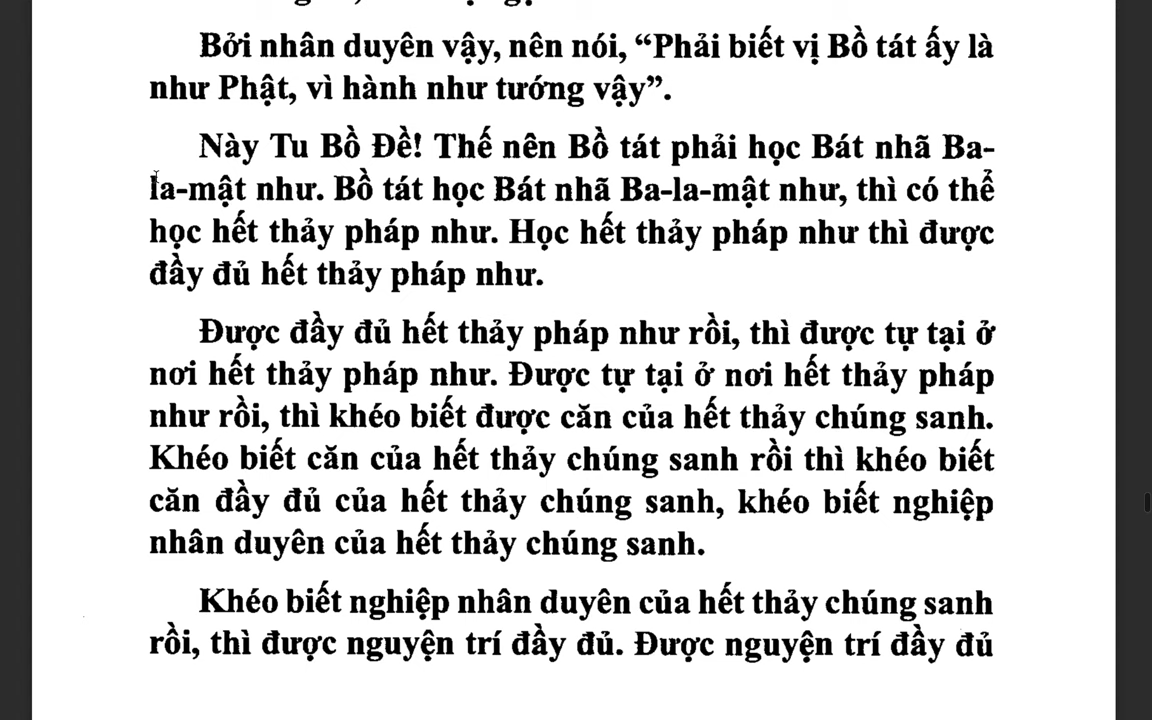 Bởi nhân duyên vậy, nên nói, “Phải biết vị Bồ tát ấy là
như Phật, vì hành như tướng vậy”.
Này Tu Bồ Đề! Thế nên Bồ tát phải học Bát nhã Ba-
la-mật như. Bồ tát học Bát nhã Ba-la-mật như, thì có thể
học hết thảy pháp như. Học hết thảy pháp như thì được
đầy đủ hết thảy pháp như.
Được đầy đủ hết thảy pháp như rồi, thì được tự tại ở
nơi hết thảy pháp như. Được tự tại ở nơi hết thảy pháp
như rồi, thì khéo biết được căn của hết thảy chúng sanh.
Khéo biết căn của hết thảy chúng sanh rồi thì khéo biết
căn đầy đủ của hết thảy chúng sanh, khéo biết nghiệp
nhân duyên của hết thảy chúng sanh.
Khéo biết nghiệp nhân duyên của hết thảy chúng sanh
rồi, thì được nguyện trí đầy đủ. Được nguyện trí đầy đủ